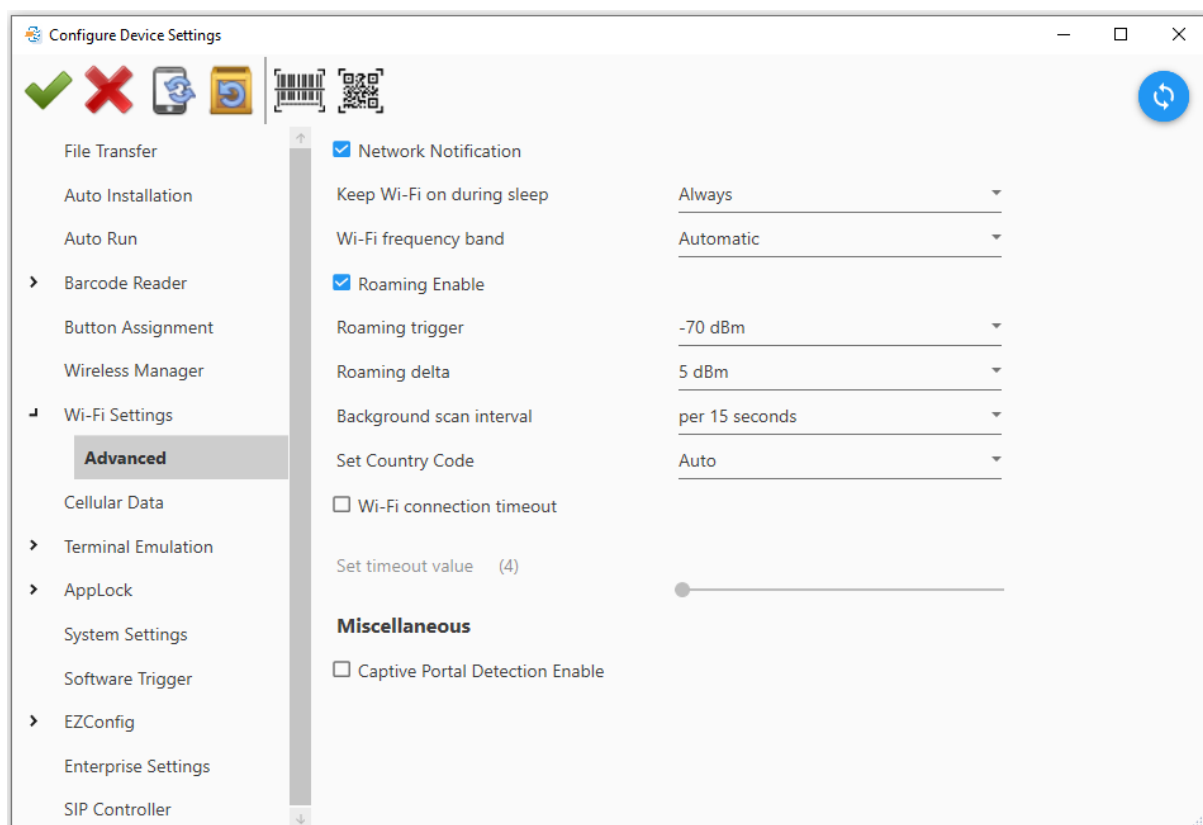 Configure Device Settings
File Transfer
Auto Installation
Auto Run
Barcode Reader
Button Assignment
Wireless Manager
Wi-Fi Settings
Advanced
Cellular Data
Terminal Emulation
AppLock
System Settings
Software Trigger
EZConfig
Enterprise Settings
SIP Controller
Network Notification
Keep Wi-Fi on during sleep Always
Wi-Fi frequency band Automatic
Roaming Enable
Roaming trigger -70 dBm
Roaming delta 5 dBm
Background scan interval per 15 seconds
Set Country Code Auto
Wi-Fi connection timeout
Set timeout value (4)
Miscellaneous
Captive Portal Detection Enable